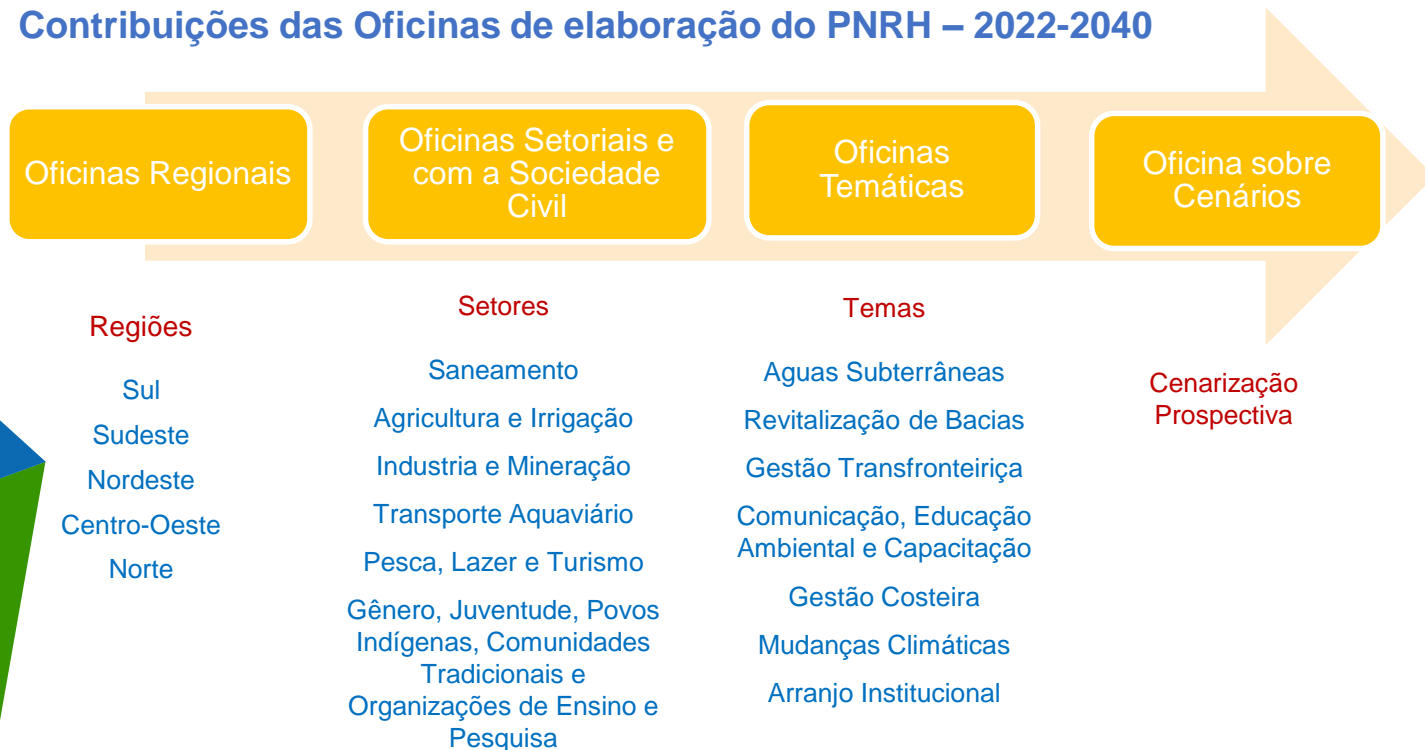 Contribuições das Oficinas de elaboração do PNRH – 2022-2040
Oficinas Regionais
Oficinas Setoriais e
com a Sociedade
Civil
Oficinas
Temáticas
Oficina sobre
Cenários
Regiões
Sul
Sudeste
Nordeste
Centro-Oeste
Norte
Setores
Saneamento
Agricultura e Irrigação
Industria e Mineração
Transporte Aquaviário
Pesca, Lazer e Turismo
Gênero, Juventude, Povos
Indígenas, Comunidades
Tradicionais e
Organizações de Ensino e
Pesquisa
Temas
Aguas Subterrâneas
Revitalização de Bacias
Gestão Transfronteiriça
Comunicação, Educação
Ambiental e Capacitação
Gestão Costeira
Mudanças Climáticas
Arranjo Institucional
Cenarização
Prospectiva